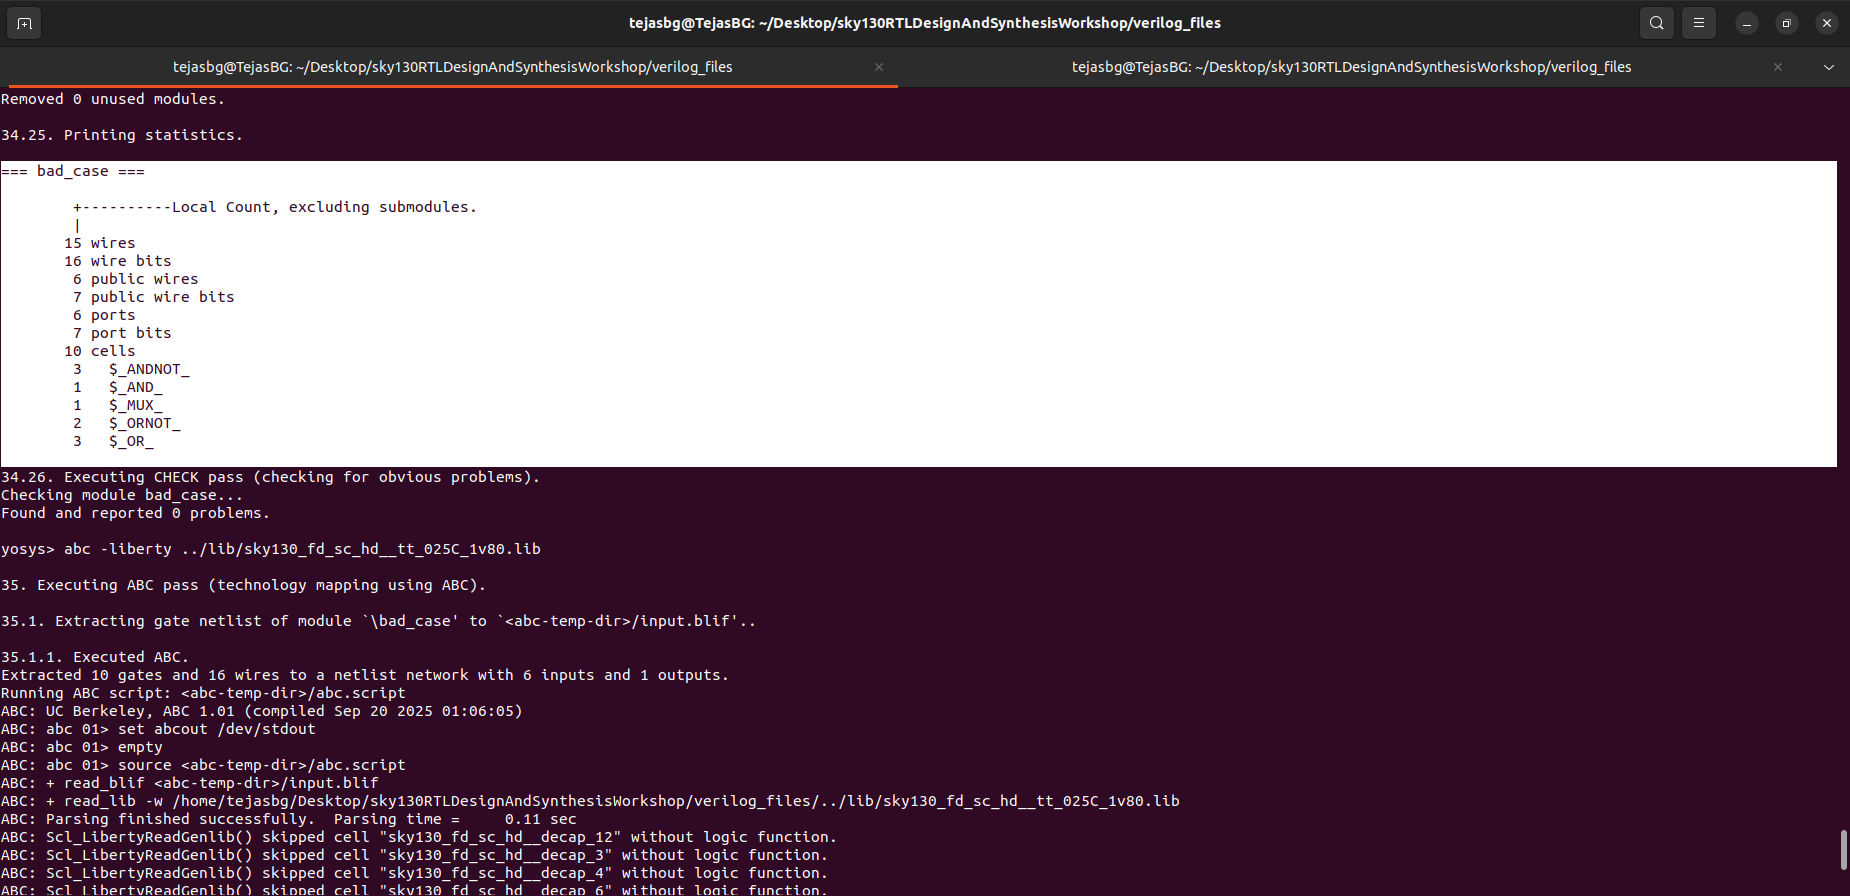 tejasbg@TejasBG: ~/Desktop/sky130RTLDesignAndSynthesisWorkshop/verilog_files
tejasbg@TejasBG: ~/Desktop/sky130RTLDesignAndSynthesisWorkshop/verilog_files
tejasbg@TejasBG: ~/Desktop/sky130RTLDesignAndSynthesisWorkshop/verilog_files
Removed 0 unused modules.
34.25. Printing statistics.
=== bad_case ===
+----------Local Count, excluding submodules.
|
15 wires
16 wire bits
6 public wires
7 public wire bits
6 ports
7 port bits
10 cells
3   $_ANDNOT_
1   $_AND_
1   $_MUX_
2   $_ORNOT_
3   $_OR_
34.26. Executing CHECK pass (checking for obvious problems).
Checking module bad_case...
Found and reported 0 problems.
yosys> abc -liberty ../lib/sky130_fd_sc_hd__tt_025C_1v80.lib
35. Executing ABC pass (technology mapping using ABC).
35.1. Extracting gate netlist of module `\bad_case' to `<abc-temp-dir>/input.blif'..
35.1.1. Executed ABC.
Extracted 10 gates and 16 wires to a netlist network with 6 inputs and 1 outputs.
Running ABC script: <abc-temp-dir>/abc.script
ABC: UC Berkeley, ABC 1.01 (compiled Sep 20 2025 01:06:05)
ABC: abc 01> set abcout /dev/stdout
ABC: abc 01> empty
ABC: abc 01> source <abc-temp-dir>/abc.script
ABC: + read_blif <abc-temp-dir>/input.blif
ABC: + read_lib -w /home/tejasbg/Desktop/sky130RTLDesignAndSynthesisWorkshop/verilog_files/../lib/sky130_fd_sc_hd__tt_025C_1v80.lib
ABC: Parsing finished successfully.  Parsing time =     0.11 sec
ABC: Scl_LibertyReadGenlib() skipped cell "sky130_fd_sc_hd__decap_12" without logic function.
ABC: Scl_LibertyReadGenlib() skipped cell "sky130_fd_sc_hd__decap_3" without logic function.
ABC: Scl_LibertyReadGenlib() skipped cell "sky130_fd_sc_hd__decap_4" without logic function.
ABC: Scl_LibertyReadGenlib() skipped cell "sky130_fd_sc_hd__decap_6" without logic function.